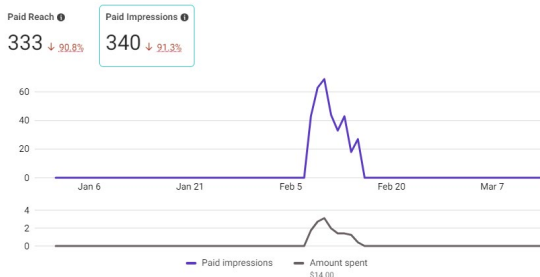 Paid Reach
333 ↓ 90.8%
Paid Impressions
340 ↓ 91.3%
60
40
20
0
Jan 6 Jan 21 Feb 5 Feb 20 Mar 7
4
2
0
Paid impressions Amount spent
$14.00